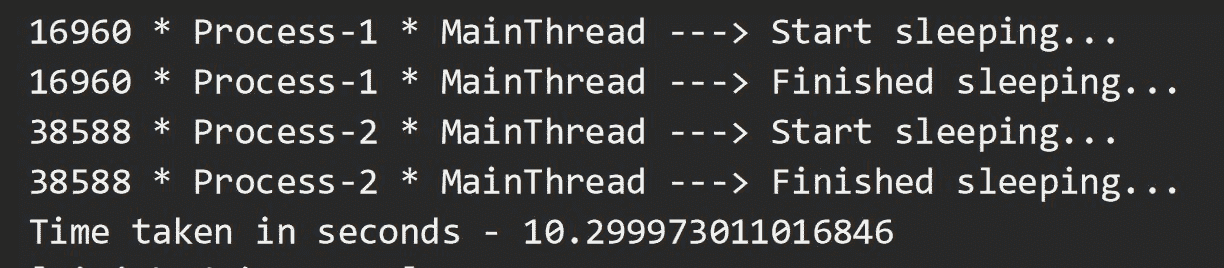 16960 * Process-1 * MainThread ---> Start sleeping...
16960 * Process-1 * MainThread ---> Finished sleeping...
38588 * Process-2 * MainThread ---> Start sleeping...
38588 * Process-2 * MainThread ---> Finished sleeping...
Time taken in seconds - 10.299973011016846